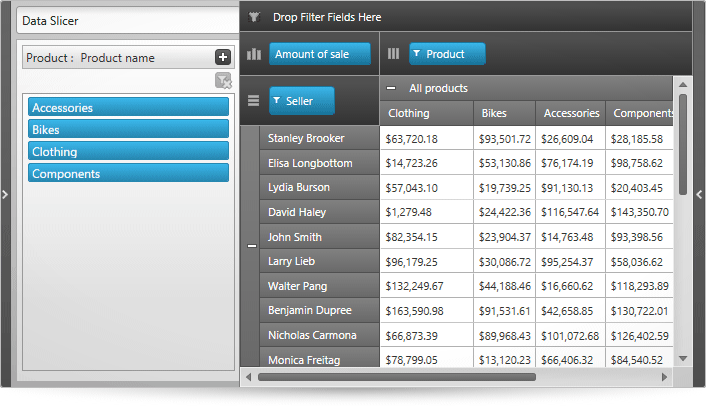 Data Slicer
Product : Product name
Accessories
Bikes
Clothing
Components
Drop Filter Fields Here
Amount of sale
Product
Seller
All products
Clothing Bikes Accessories Components
Stanley Brooker $63,720.18 $93,501.72 $26,609.04 $28,185.58
Elisa Longbottom $14,723.26 $53,130.86 $76,174.19 $98,758.62
Lydia Burson $57,043.10 $19,739.25 $91,130.13 $20,403.45
David Haley $1,279.48 $24,422.36 $116,547.64 $143,350.70
John Smith $82,354.15 $23,904.37 $14,763.48 $93,398.56
Larry Lieb $96,179.25 $30,086.72 $95,254.37 $58,036.62
Walter Pang $132,249.67 $44,188.46 $16,660.62 $118,293.89
Benjamin Dupree $163,590.98 $91,531.61 $42,658.85 $130,722.01
Nicholas Carmona $66,873.39 $89,968.43 $101,072.68 $126,402.59
Monica Freitag $78,799.05 $13,120.23 $66,406.32 $84,540.52